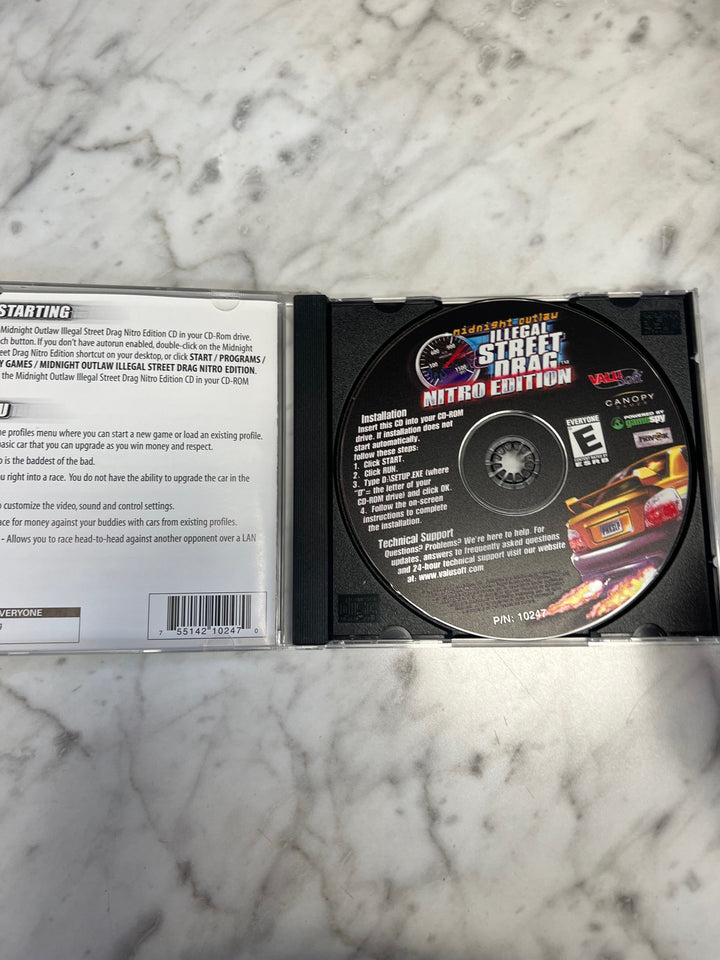 STARTING
Midnight Outlaw Illegal Street Drag Nitro Edition CD in your CD-Rom drive.
ch button. If you don't have autorun enabled, double-click on the Midnight
eet Drag Nitro Edition shortcut on your desktop, or click START / PROGRAMS /
Y GAMES / MIDNIGHT OUTLAW ILLEGAL STREET DRAG NITRO EDITION.
the Midnight Outlaw Illegal Street Drag Nitro Edition CD in your CD-ROM
U
e profiles menu where you can start a new game or load an existing profile.
basic car that you can upgrade as you win money and respect.
o is the baddest of the bad.
u right into a race. You do not have the ability to upgrade the car in the
o customize the video, sound and control settings.
ace for money against your buddies with cars from existing profiles.
- Allows you to race head-to-head against another opponent over a LAN
VERYONE
g
7 55142 10247 0
midnight outlaw
ILLEGAL
STREET
DRAG™
NITRO EDITION
VALUSoft
CANOPY
GAMES
POWERED BY
gamespy
EVERYONE
E
CONTENT RATED BY
ESRB
Installation
Insert this CD into your CD-ROM
drive. If installation does not
start automatically,
follow these steps:
1. Click START.
2. Click RUN.
3. Type D:\SETUP.EXE (where
"D" = the letter of your
CD-ROM drive) and click OK.
4. Follow the on-screen
instructions to complete
the installation.
Technical Support
Questions? Problems? We're here to help. For
updates, answers to frequently asked questions
and 24-hour technical support visit our website
at: www.valusoft.com
P/N: 10247